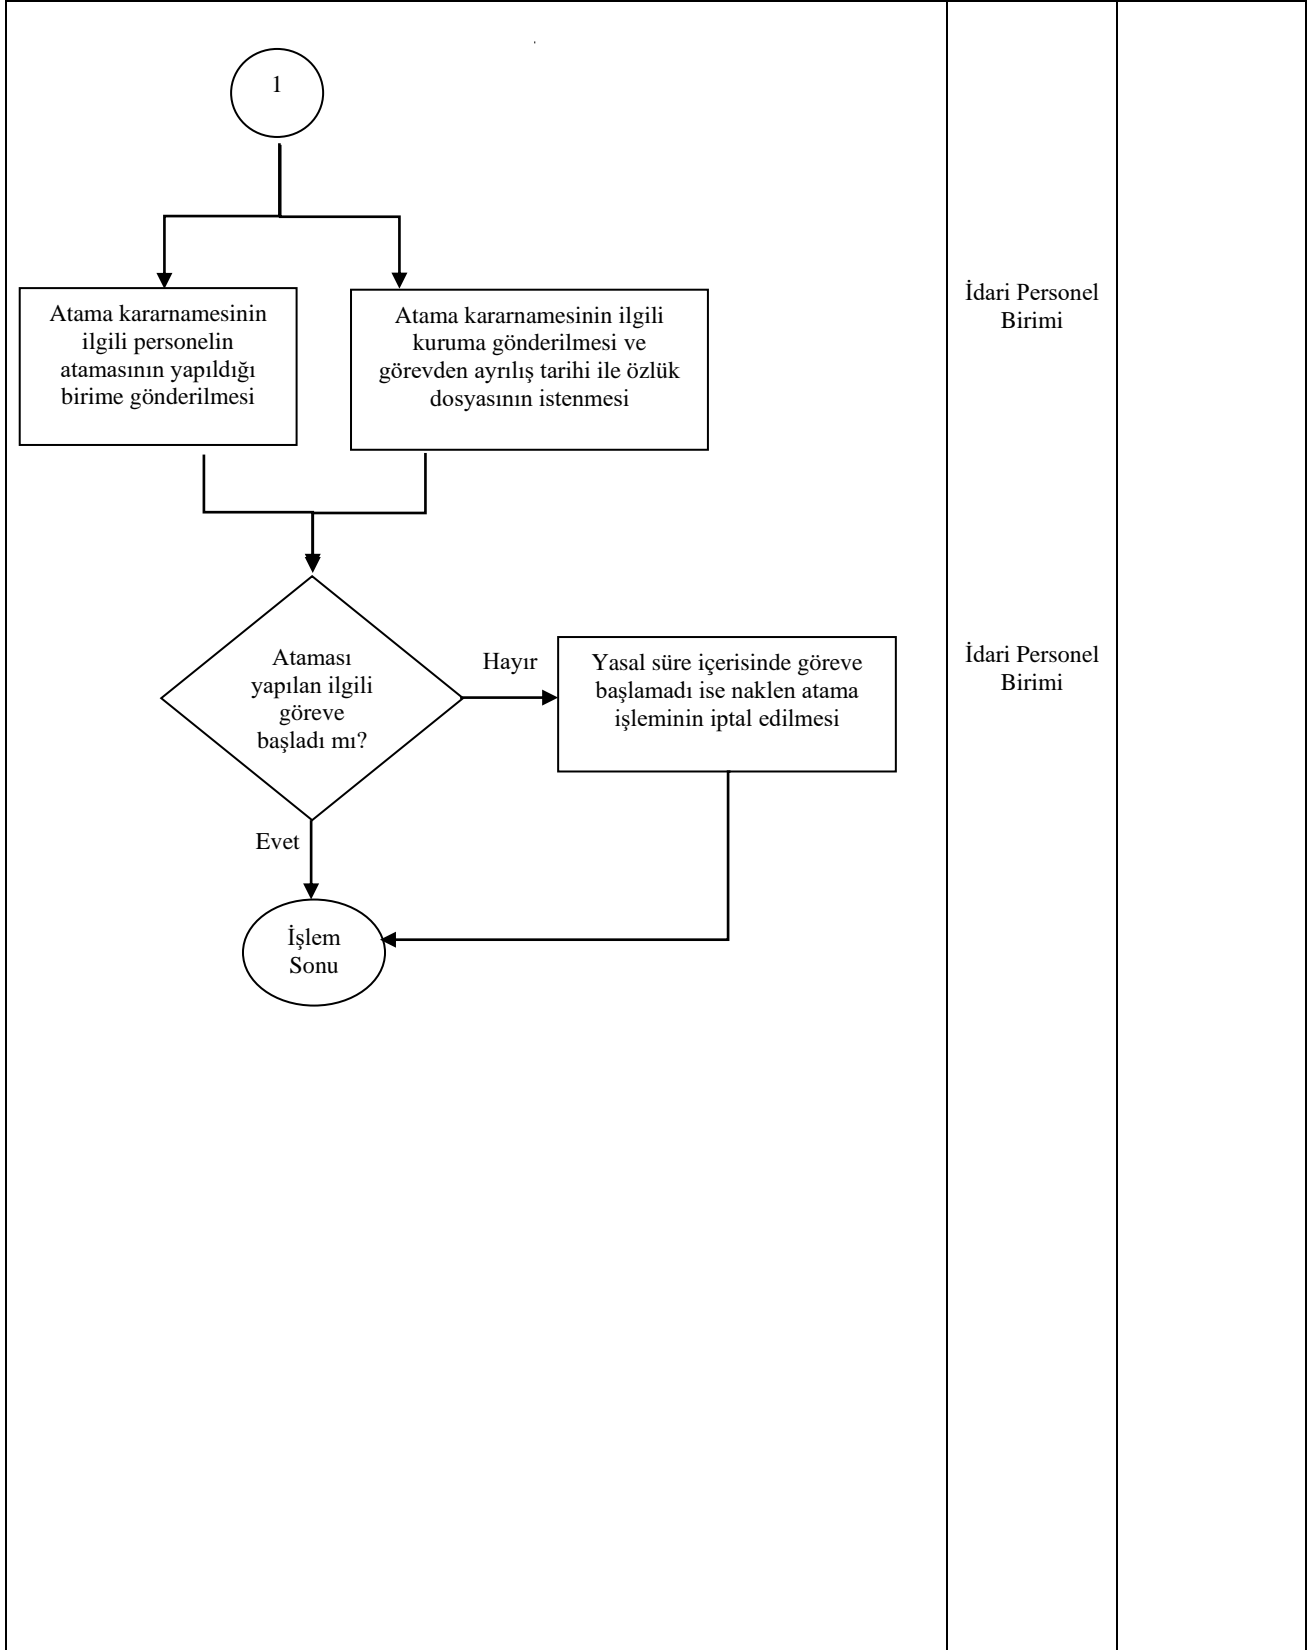 1
Atama kararnamesinin
ilgili personelin
atamasının yapıldığı
birime gönderilmesi
Atama kararnamesinin ilgili
kuruma gönderilmesi ve
görevden ayrılış tarihi ile özlük
dosyasının istenmesi
İdari Personel
Birimi
Ataması
yapılan ilgili
göreve
başladı mı?
Hayır
Yasal süre içerisinde göreve
başlamadı ise naklen atama
işleminin iptal edilmesi
İdari Personel
Birimi
Evet
İşlem
Sonu